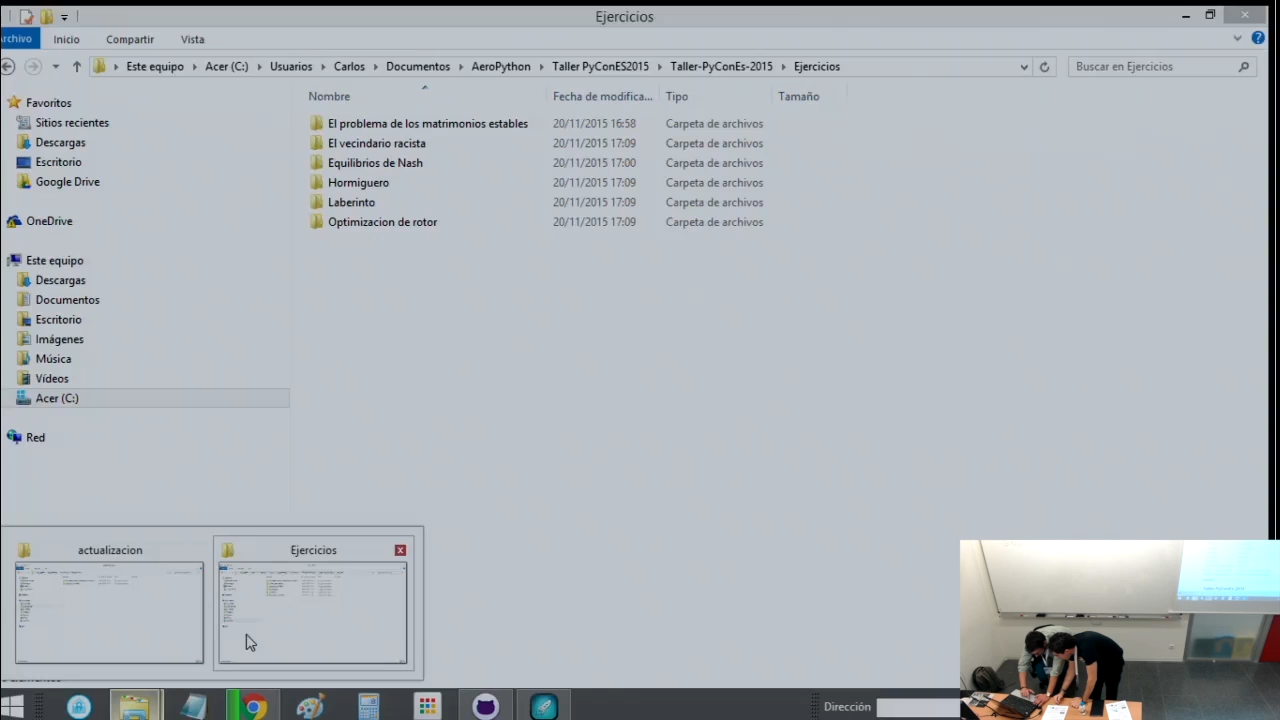 Ejercicios
Archivo Inicio Compartir Vista
Este equipo Acer (C:) Usuarios Carlos Documentos AeroPython Taller PyConES2015 Taller-PyConEs-2015 Ejercicios
Buscar en Ejercicios
Nombre Fecha de modifica... Tipo Tamaño
El problema de los matrimonios estables 20/11/2015 16:58 Carpeta de archivos
El vecindario racista 20/11/2015 17:09 Carpeta de archivos
Equilibrios de Nash 20/11/2015 17:00 Carpeta de archivos
Hormiguero 20/11/2015 17:09 Carpeta de archivos
Laberinto 20/11/2015 17:09 Carpeta de archivos
Optimizacion de rotor 20/11/2015 17:09 Carpeta de archivos
Favoritos
Sitios recientes
Descargas
Escritorio
Google Drive
OneDrive
Este equipo
Descargas
Documentos
Escritorio
Imágenes
Música
Vídeos
Acer (C:)
Red
actualizacion
Ejercicios
Dirección